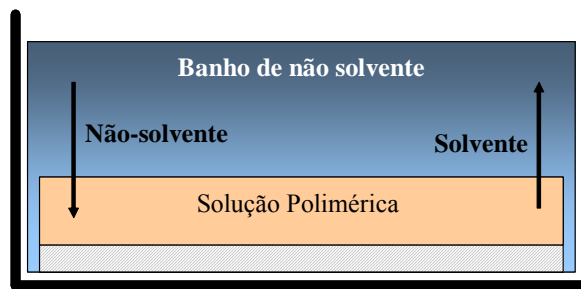 Banho de não solvente
Não-solvente
Solvente
Solução Polimérica